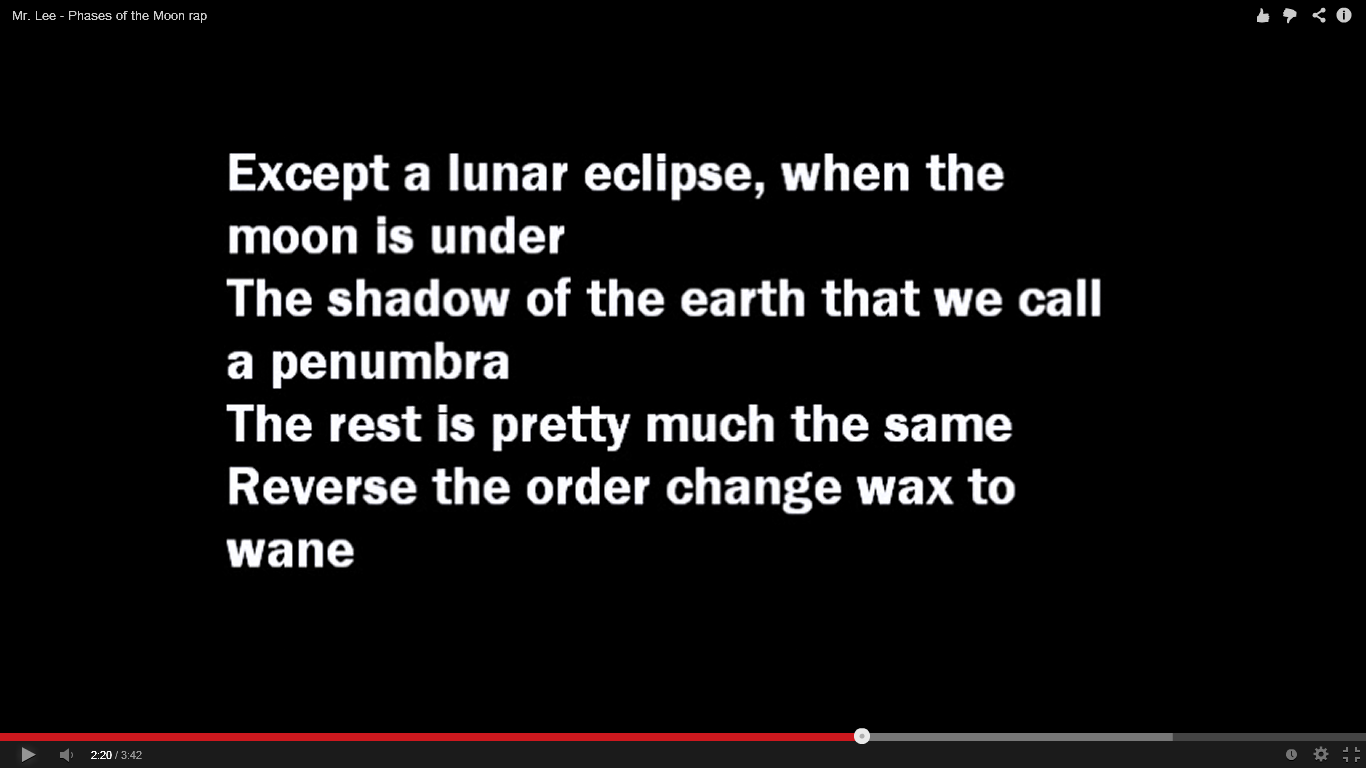 Mr. Lee - Phases of the Moon rap
Except a lunar eclipse, when the
moon is under
The shadow of the earth that we call
a penumbra
The rest is pretty much the same
Reverse the order change wax to
wane
2:20 / 3:42